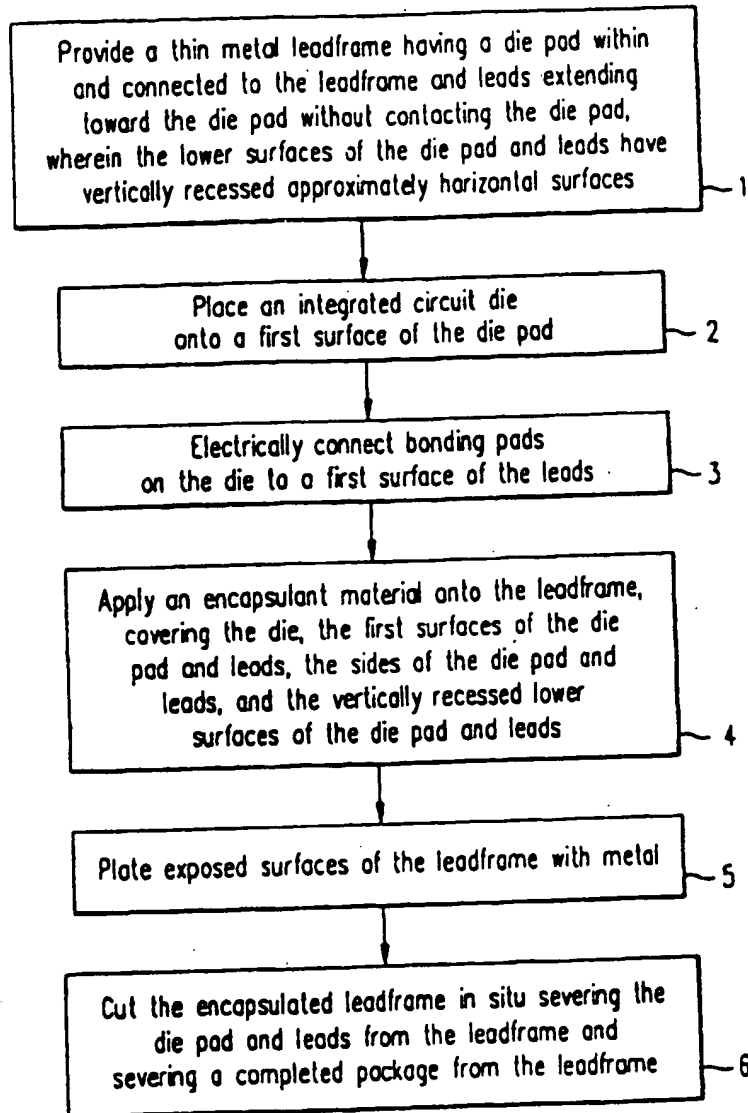 Provide a thin metal leadframe having a die pad within
and connected to the leadframe and leads extending
toward the die pad without contacting the die pad,
wherein the lower surfaces of the die pad and leads have
vertically recessed approximately horizontal surfaces
1
Place an integrated circuit die
onto a first surface of the die pad
2
Electrically connect bonding pads
on the die to a first surface of the leads
3
Apply an encapsulant material onto the leadframe,
covering the die, the first surfaces of the die
pad and leads, the sides of the die pad and
leads, and the vertically recessed lower
surfaces of the die pad and leads
4
Plate exposed surfaces of the leadframe with metal
5
Cut the encapsulated leadframe in situ severing the
die pad and leads from the leadframe and
severing a completed package from the leadframe
6